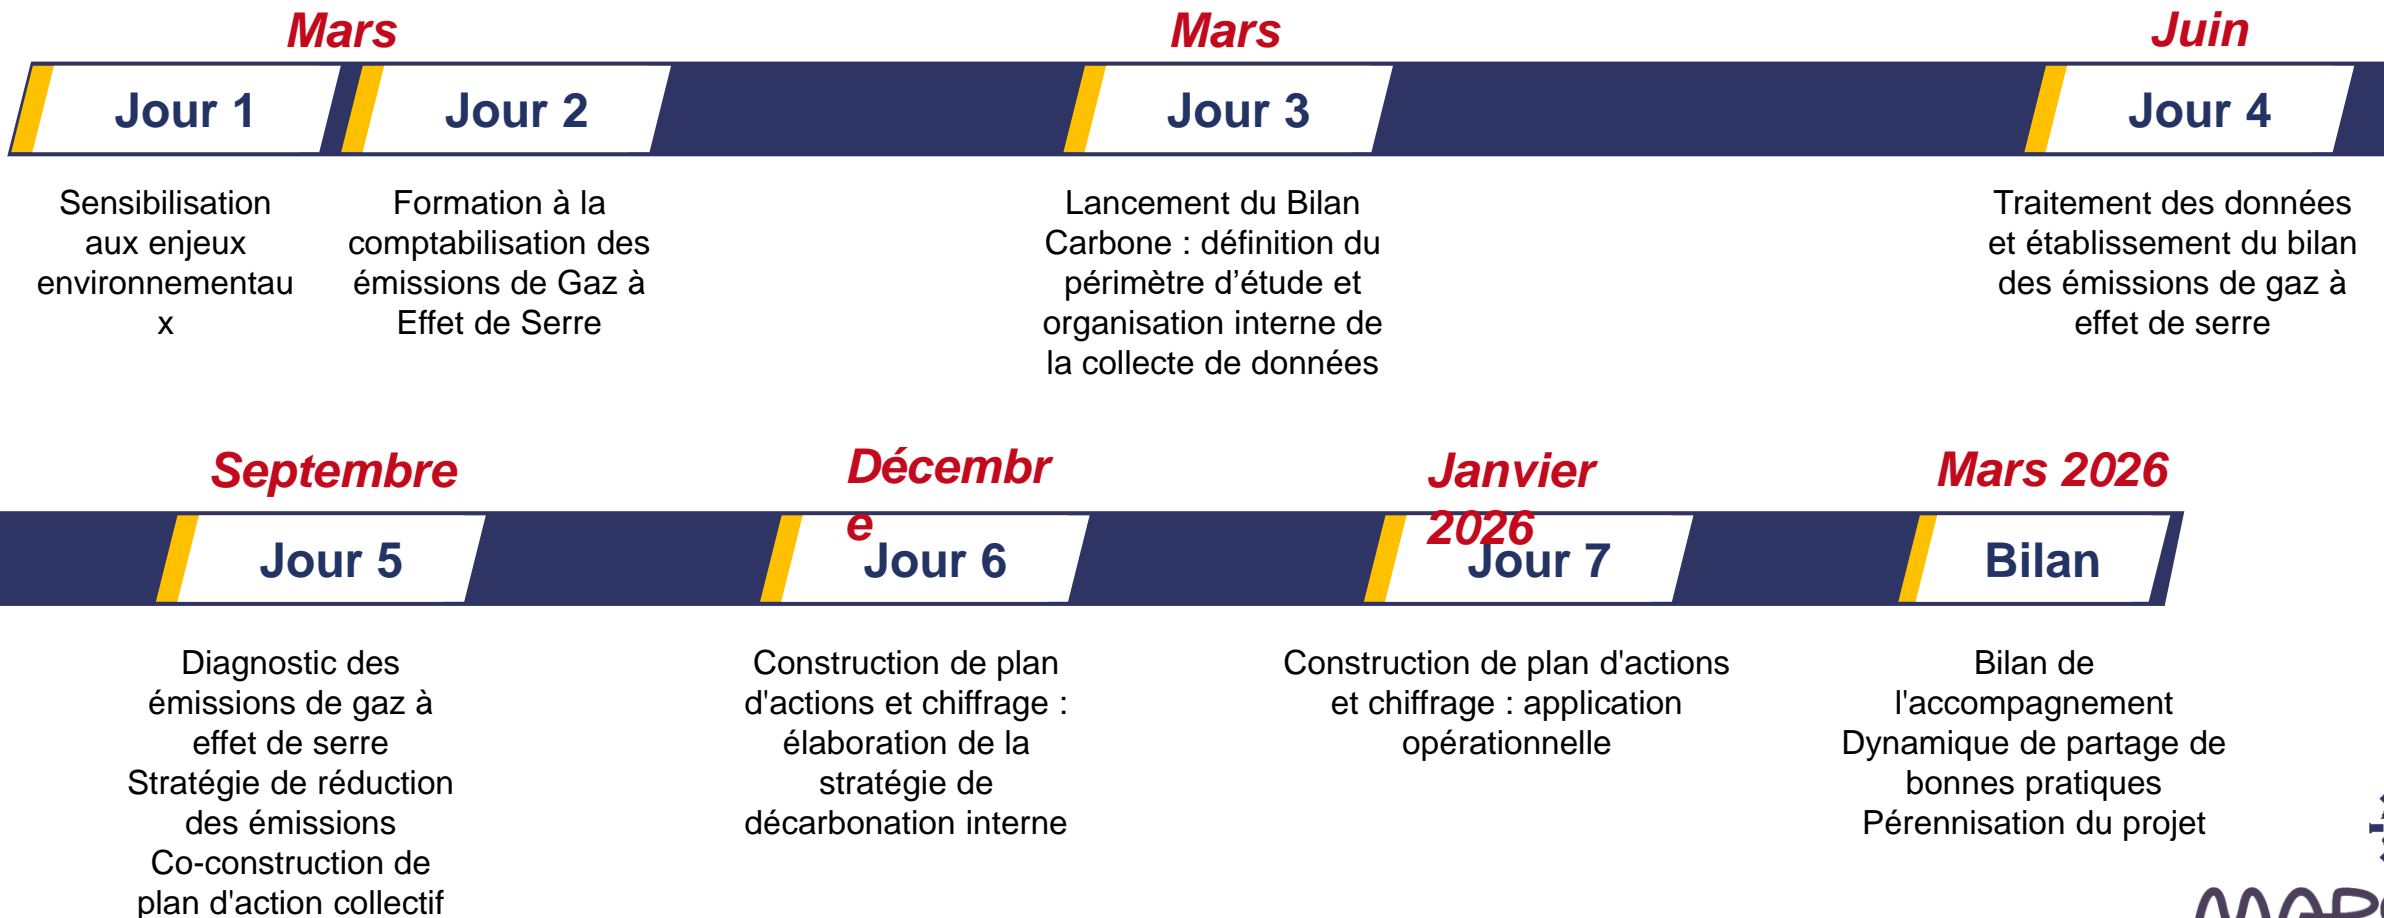 Mars
Mars
Juin
Jour 1
Jour 2
Jour 3
Jour 4
Sensibilisation
aux enjeux
environnementau
x
Formation à la
comptabilisation des
émissions de Gaz à
Effet de Serre
Lancement du Bilan
Carbone : définition du
périmètre d’étude et
organisation interne de
la collecte de données
Traitement des données
et établissement du bilan
des émissions de gaz à
effet de serre
Septembre
Décembr
e
Janvier
2026
Mars 2026
Jour 5
Jour 6
Jour 7
Bilan
Diagnostic des
émissions de gaz à
effet de serre
Stratégie de réduction
des émissions
Co-construction de
plan d'action collectif
Construction de plan
d'actions et chiffrage :
élaboration de la
stratégie de
décarbonation interne
Construction de plan d'actions
et chiffrage : application
opérationnelle
Bilan de
l'accompagnement
Dynamique de partage de
bonnes pratiques
Pérennisation du projet